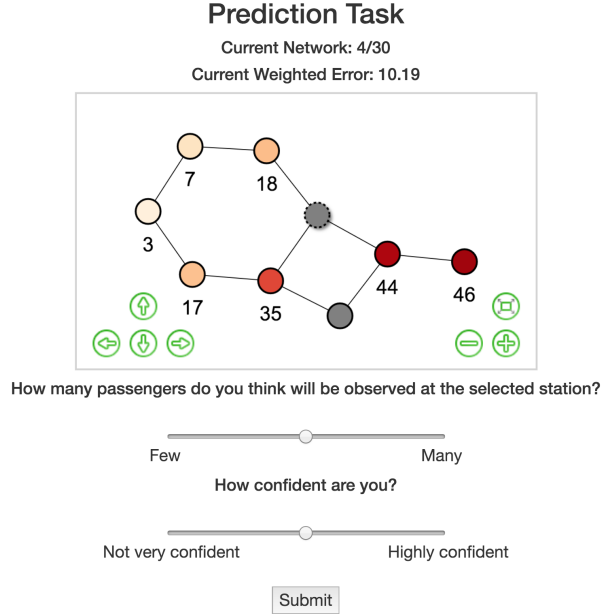 Prediction Task
Current Network: 4/30
Current Weighted Error: 10.19
7
18
3
44
46
17
35
How many passengers do you think will be observed at the selected station?
Few
Many
How confident are you?
Not very confident
Highly confident
Submit